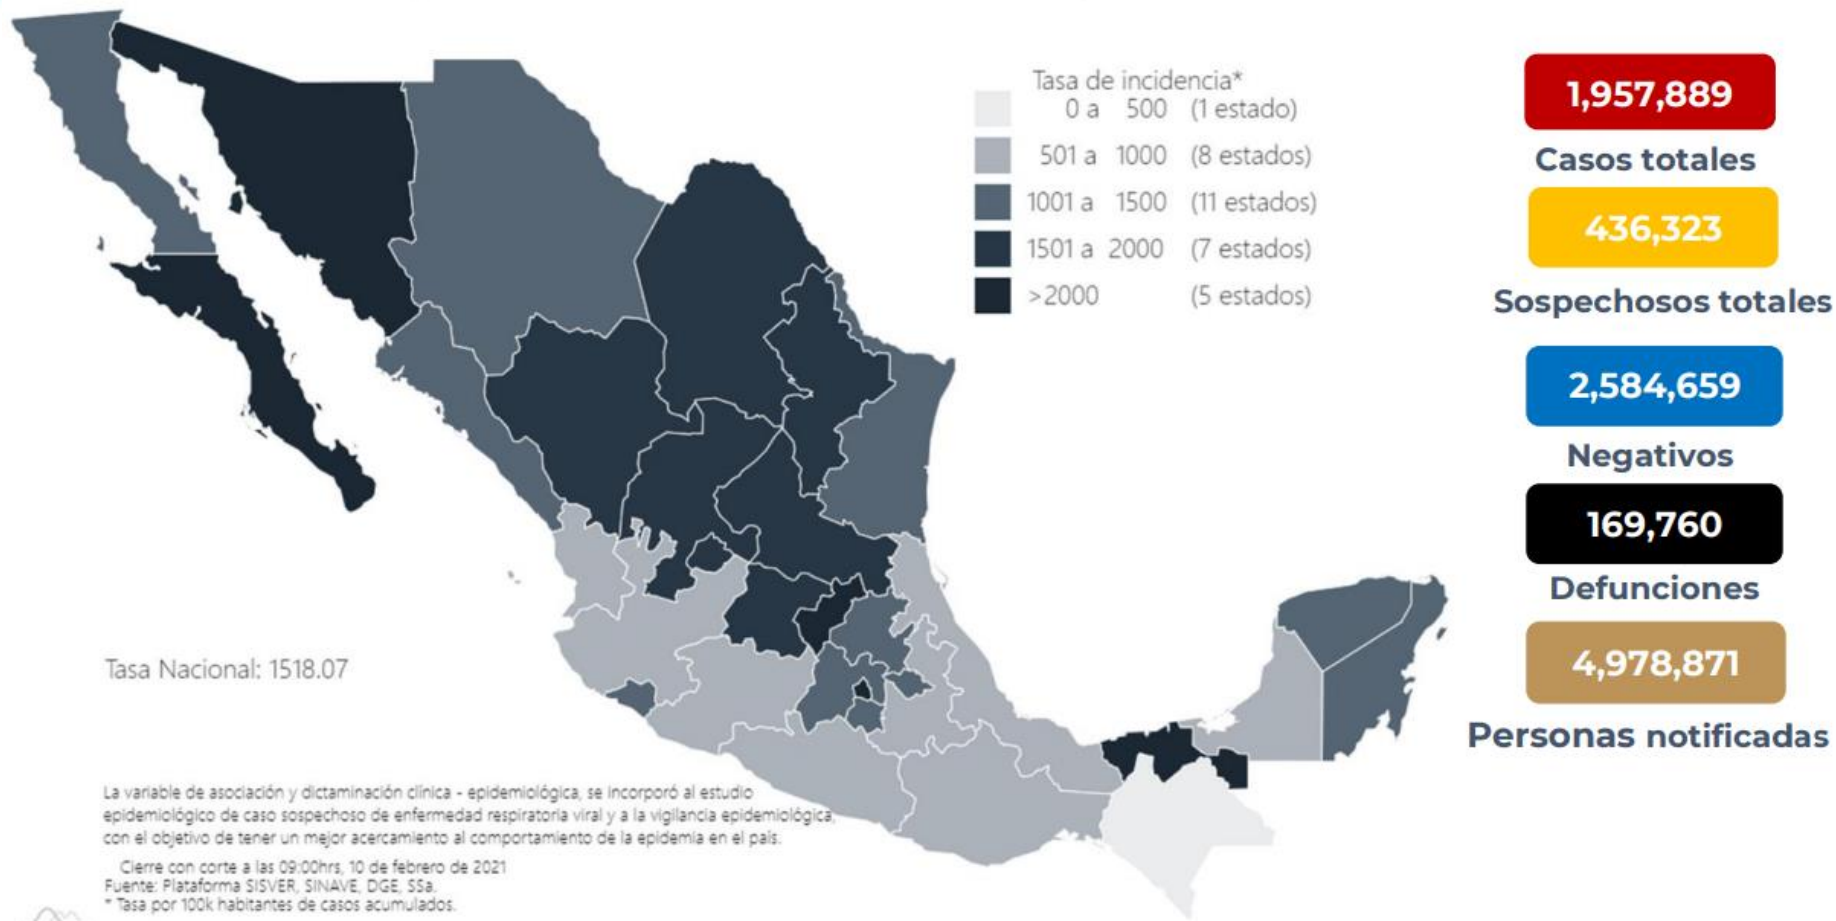 Tasa de incidencia*
0 a 500 (1 estado)
501 a 1000 (8 estados)
1001 a 1500 (11 estados)
1501 a 2000 (7 estados)
>2000 (5 estados)
1,957,889
Casos totales
436,323
Sospechosos totales
2,584,659
Negativos
169,760
Defunciones
4,978,871
Personas notificadas
Tasa Nacional: 1518.07
La variable de asociación y dictaminación clínica - epidemiológica, se incorporó al estudio
epidemiológico de caso sospechoso de enfermedad respiratoria viral y a la vigilancia epidemiológica,
con el objetivo de tener un mejor acercamiento al comportamiento de la epidemia en el país.
Cierre con corte a las 09:00hrs, 10 de febrero de 2021
Fuente: Plataforma SISVER, SINAVE, DGE, SSa.
* Tasa por 100k habitantes de casos acumulados.